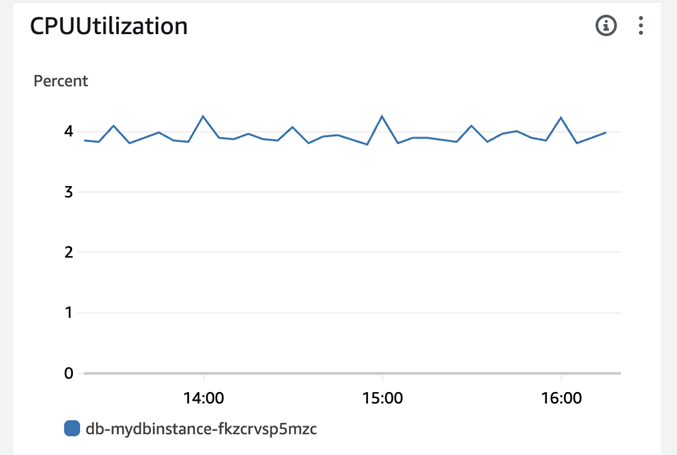 CPUUtilization
Percent
4
3
2
1
0
14:00 15:00 16:00
db-mydbinstance-fkzcrvsp5mzc